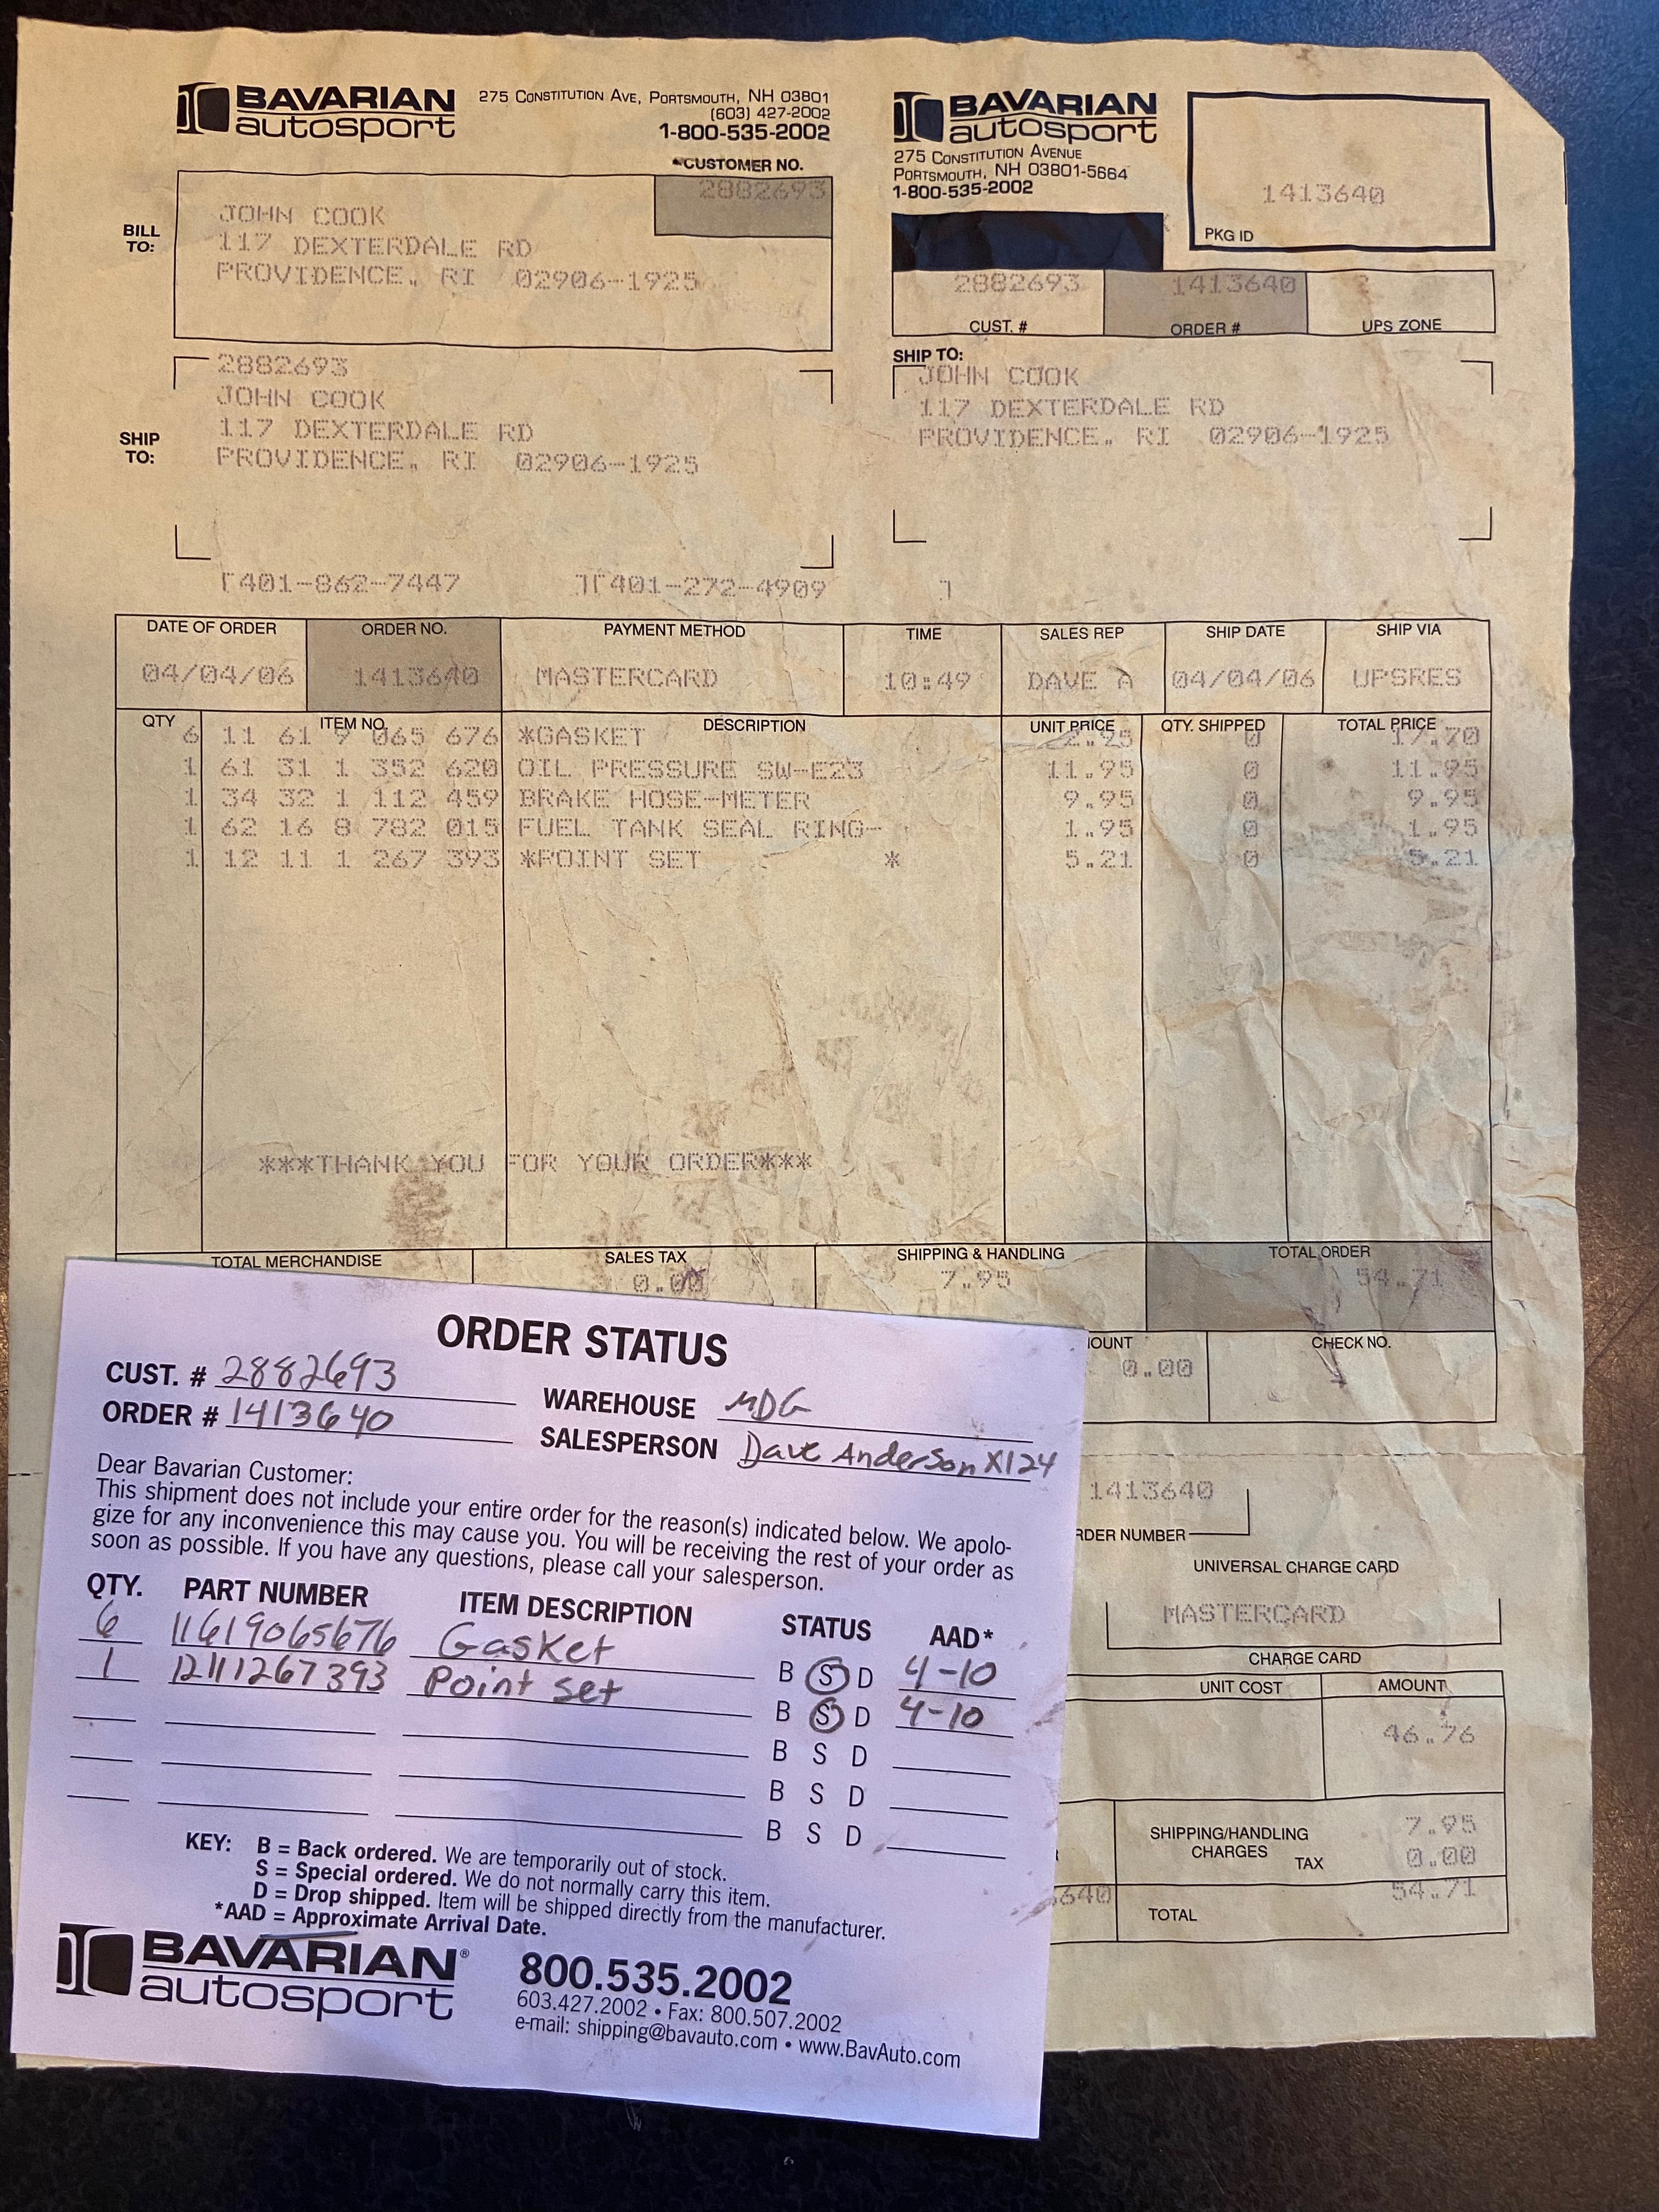 BAVARIAN
autosport
275 CONSTITUTION AVE, PORTSMOUTH, NH 03801
(603) 427-2002
1-800-535-2002
*CUSTOMER NO.
2882693
BILL TO:
JOHN COOK
117 DEXTERDALE RD
PROVIDENCE, RI 02906-1925
BAVARIAN
autosport
275 CONSTITUTION AVENUE
PORTSMOUTH, NH 03801-5664
1-800-535-2002
1413640
PKG ID
2882693 1413640 2
CUST. # ORDER # UPS ZONE
SHIP TO:
2882693
JOHN COOK
117 DEXTERDALE RD
PROVIDENCE, RI 02906-1925
SHIP TO:
JOHN COOK
117 DEXTERDALE RD
PROVIDENCE, RI 02906-1925
[401-862-7447 ][401-272-4909 ]
DATE OF ORDER ORDER NO. PAYMENT METHOD TIME SALES REP SHIP DATE SHIP VIA
04/04/06 1413640 MASTERCARD 10:49 DAVE A 04/04/06 UPSRES
QTY ITEM NO. DESCRIPTION UNIT PRICE QTY. SHIPPED TOTAL PRICE
6 11 61 9 065 676 *GASKET 2.95 0 17.70
1 61 31 1 352 620 OIL PRESSURE SW-E23 11.95 0 11.95
1 34 32 1 112 459 BRAKE HOSE-METER 9.95 0 9.95
1 62 16 8 782 015 FUEL TANK SEAL RING- 1.95 0 1.95
1 12 11 1 267 393 *POINT SET * 5.21 0 5.21
***THANK YOU FOR YOUR ORDER***
TOTAL MERCHANDISE SALES TAX SHIPPING & HANDLING TOTAL ORDER
0.00 7.95 54.71
OUNT CHECK NO.
0.00
1413640
RDER NUMBER
UNIVERSAL CHARGE CARD
MASTERCARD
CHARGE CARD
UNIT COST AMOUNT
46.76
SHIPPING/HANDLING CHARGES 7.95
TAX 0.00
3640 TOTAL 54.71
ORDER STATUS
CUST. # 2882693 WAREHOUSE MDG
ORDER # 1413640 SALESPERSON Dave Anderson X124
Dear Bavarian Customer:
This shipment does not include your entire order for the reason(s) indicated below. We apolo-
gize for any inconvenience this may cause you. You will be receiving the rest of your order as
soon as possible. If you have any questions, please call your salesperson.
QTY. PART NUMBER ITEM DESCRIPTION STATUS AAD*
6 11619065676 Gasket B S D 4-10
1 12111267393 Point set B S D 4-10
B S D
B S D
B S D
KEY: B = Back ordered. We are temporarily out of stock.
S = Special ordered. We do not normally carry this item.
D = Drop shipped. Item will be shipped directly from the manufacturer.
*AAD = Approximate Arrival Date.
BAVARIAN®
autosport
800.535.2002
603.427.2002 • Fax: 800.507.2002
e-mail: shipping@bavauto.com • www.BavAuto.com